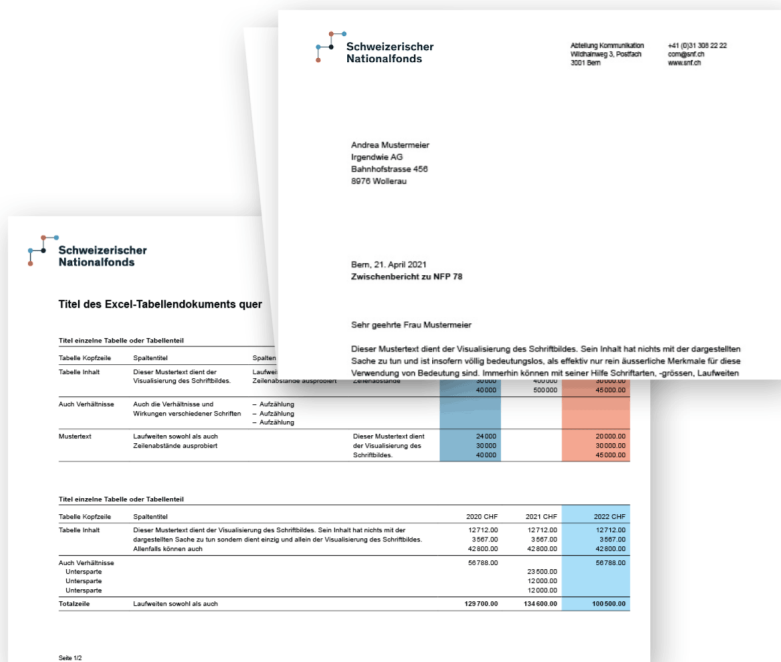 Schweizerischer
Nationalfonds
Abteilung Kommunikation
Wildhainweg 3, Postfach
3001 Bern
+41 (0)31 308 22 22
com@snf.ch
www.snf.ch
Andrea Mustermeier
Irgendwie AG
Bahnhofstrasse 456
8976 Wollerau
Bern, 21. April 2021
Zwischenbericht zu NFP 78
Sehr geehrte Frau Mustermeier
Dieser Mustertext dient der Visualisierung des Schriftbildes. Sein Inhalt hat nichts mit der dargestellten
Sache zu tun und ist insofern völlig bedeutungslos, als effektiv nur rein äusserliche Merkmale für diese
Verwendung von Bedeutung sind. Immerhin können mit seiner Hilfe Schriftarten, -grössen, Laufweiten
Schweizerischer
Nationalfonds
Titel des Excel-Tabellendokuments quer
Titel einzelne Tabelle oder Tabellenteil
Tabelle Kopfzeile Spaltentitel Spalten
Tabelle Inhalt Dieser Mustertext dient der Laufwei
Visualisierung des Schriftbildes. Zeilenabstände ausprobiert Zeilenabstände 30000 400000 30000.00
40000 500000 45000.00
Auch Verhältnisse Auch die Verhältnisse und – Aufzählung
Wirkungen verschiedener Schriften – Aufzählung
– Aufzählung
Mustertext Laufweiten sowohl als auch Dieser Mustertext dient 24000 20000.00
Zeilenabstände ausprobiert der Visualisierung des 30000 30000.00
Schriftbildes. 40000 45000.00
Titel einzelne Tabelle oder Tabellenteil
Tabelle Kopfzeile Spaltentitel 2020 CHF 2021 CHF 2022 CHF
Tabelle Inhalt Dieser Mustertext dient der Visualisierung des Schriftbildes. Sein Inhalt hat nichts mit der 12712.00 12712.00 12712.00
dargestellten Sache zu tun sondern dient einzig und allein der Visualisierung des Schriftbildes. 3567.00 3567.00 3567.00
Allenfalls können auch 42800.00 42800.00 42800.00
Auch Verhältnisse 56788.00 56788.00
Untersparte 23500.00
Untersparte 12000.00
Untersparte 12000.00
Totalzeile Laufweiten sowohl als auch 129700.00 134600.00 100500.00
Seite 1/2